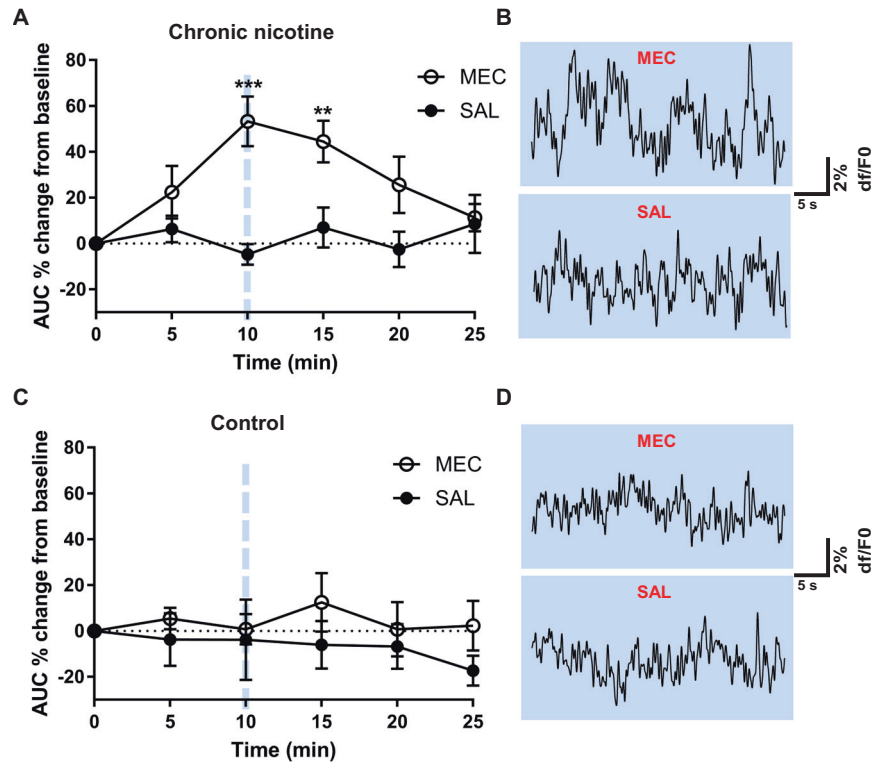 A
Chronic nicotine
AUC % change from baseline
80
60
40
20
0
-20
***
**
MEC
SAL
0 5 10 15 20 25
Time (min)
B
MEC
SAL
2%
df/F0
5 s
C
Control
AUC % change from baseline
80
60
40
20
0
-20
MEC
SAL
0 5 10 15 20 25
Time (min)
D
MEC
SAL
2%
df/F0
5 s